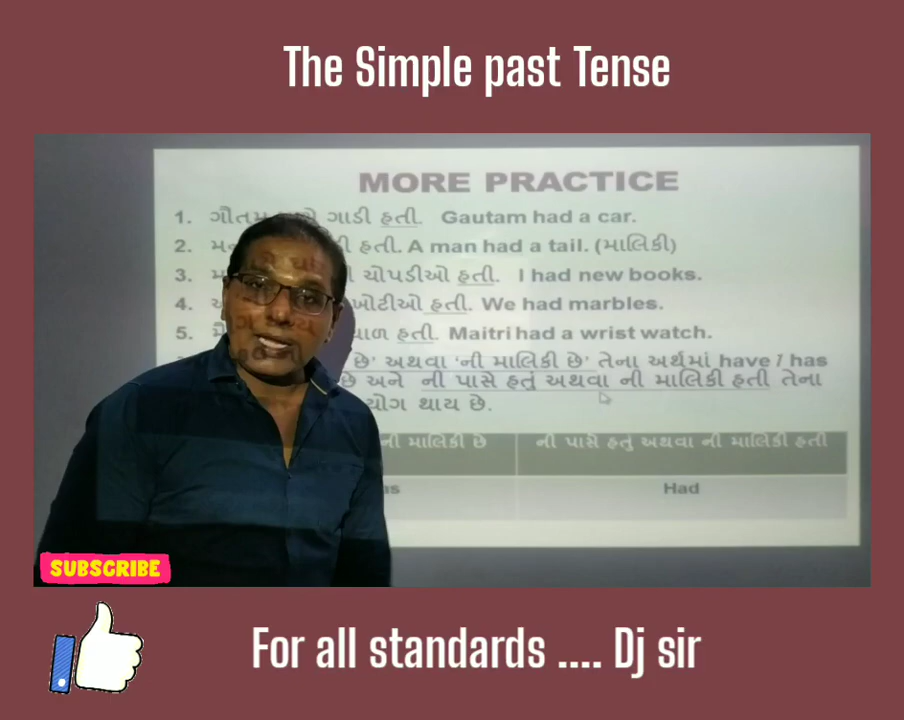 The Simple past Tense
MORE PRACTICE
1. ગાડી હતી. Gautam had a car.
2. હતી. A man had a tail. (માલિકી)
3. ચોપડીઓ હતી. I had new books.
4. હતી. We had marbles.
5. હતી. Maitri had a wrist watch.
છે' અથવા 'ની માલિકી છે' તેના અર્થમાં have / has
છે અને ની પાસે હતું અથવા ની માલિકી હતી તેના
થાય છે.
ની માલિકી છે ની પાસે હતું અથવા ની માલિકી હતી
Had
SUBSCRIBE
For all standards .... Dj sir